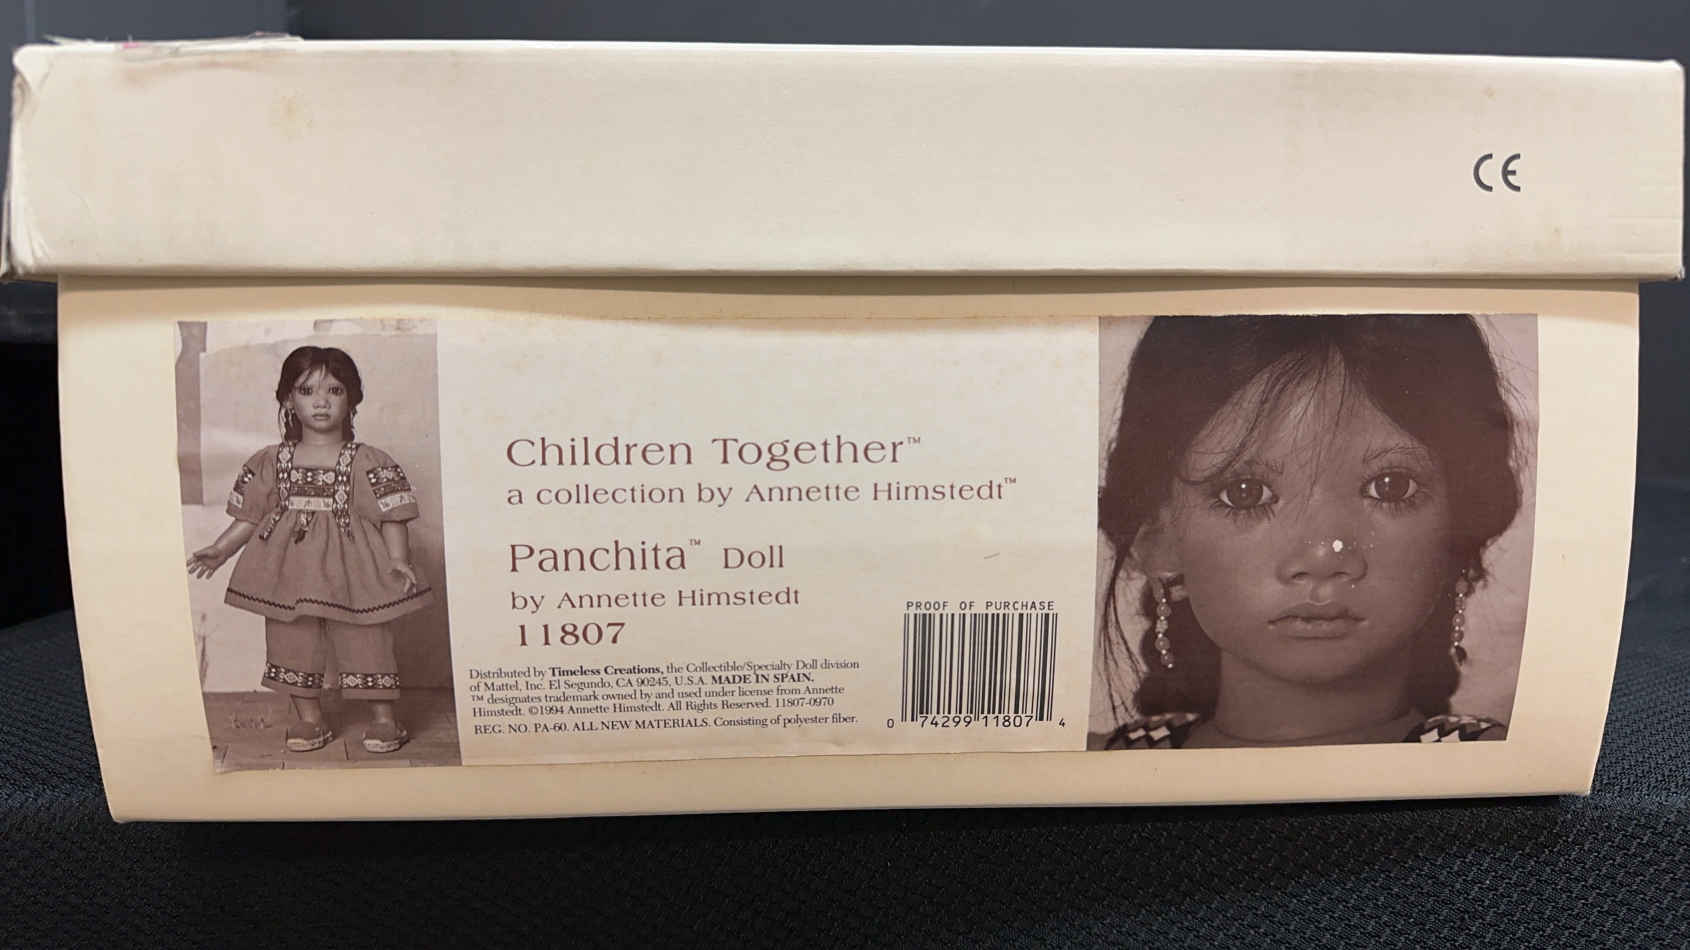 CE
Children Together™
a collection by Annette Himstedt™
Panchita™ Doll
by Annette Himstedt
11807
Distributed by Timeless Creations, the Collectible/Specialty Doll division
of Mattel, Inc. El Segundo, CA 90245, U.S.A. MADE IN SPAIN.
™ designates trademark owned by and used under license from Annette
Himstedt. ©1994 Annette Himstedt. All Rights Reserved. 11807-0970
REG. NO. PA-60. ALL NEW MATERIALS. Consisting of polyester fiber.
PROOF OF PURCHASE
0 74299 11807 4